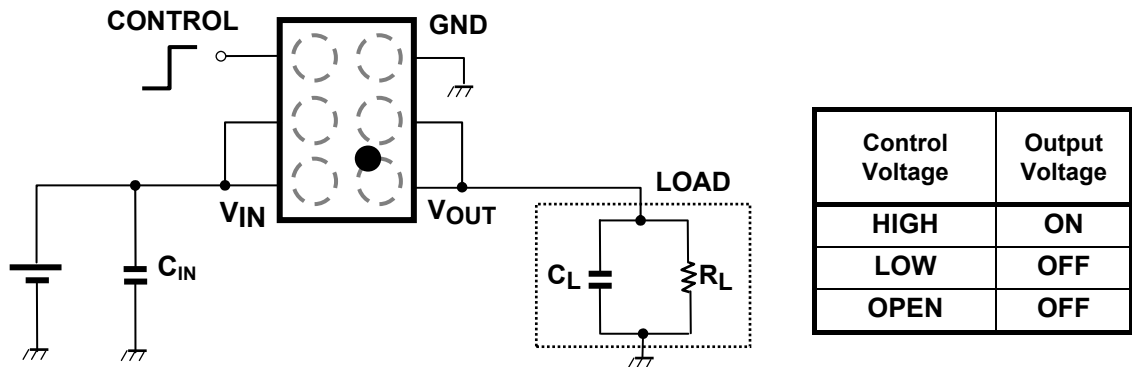 CONTROL
GND
VIN
VOUT
CIN
LOAD
CL
RL
Control
Voltage
Output
Voltage
HIGH
ON
LOW
OFF
OPEN
OFF